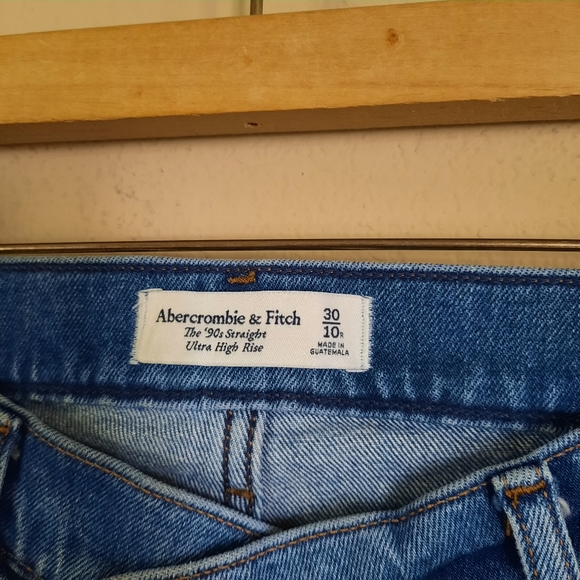 Abercrombie & Fitch
The '90s Straight
Ultra High Rise
30
10R
MADE IN
GUATEMALA